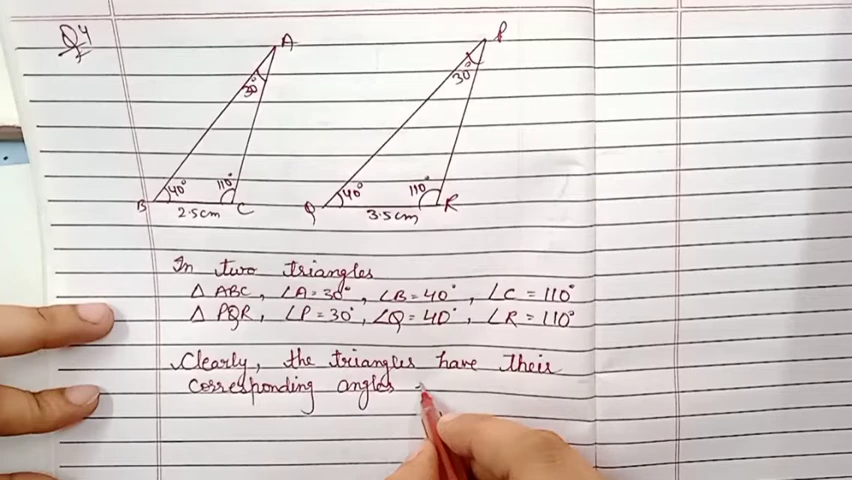 Q4
A
P
30°
30°
40°
110°
40°
110°
B
2.5cm
C
Q
3.5cm
R
In two triangles
△ ABC, ∠A = 30°, ∠B = 40°, ∠C = 110°
△ PQR, ∠P = 30°, ∠Q = 40°, ∠R = 110°
Clearly, the triangles have their
corresponding angles